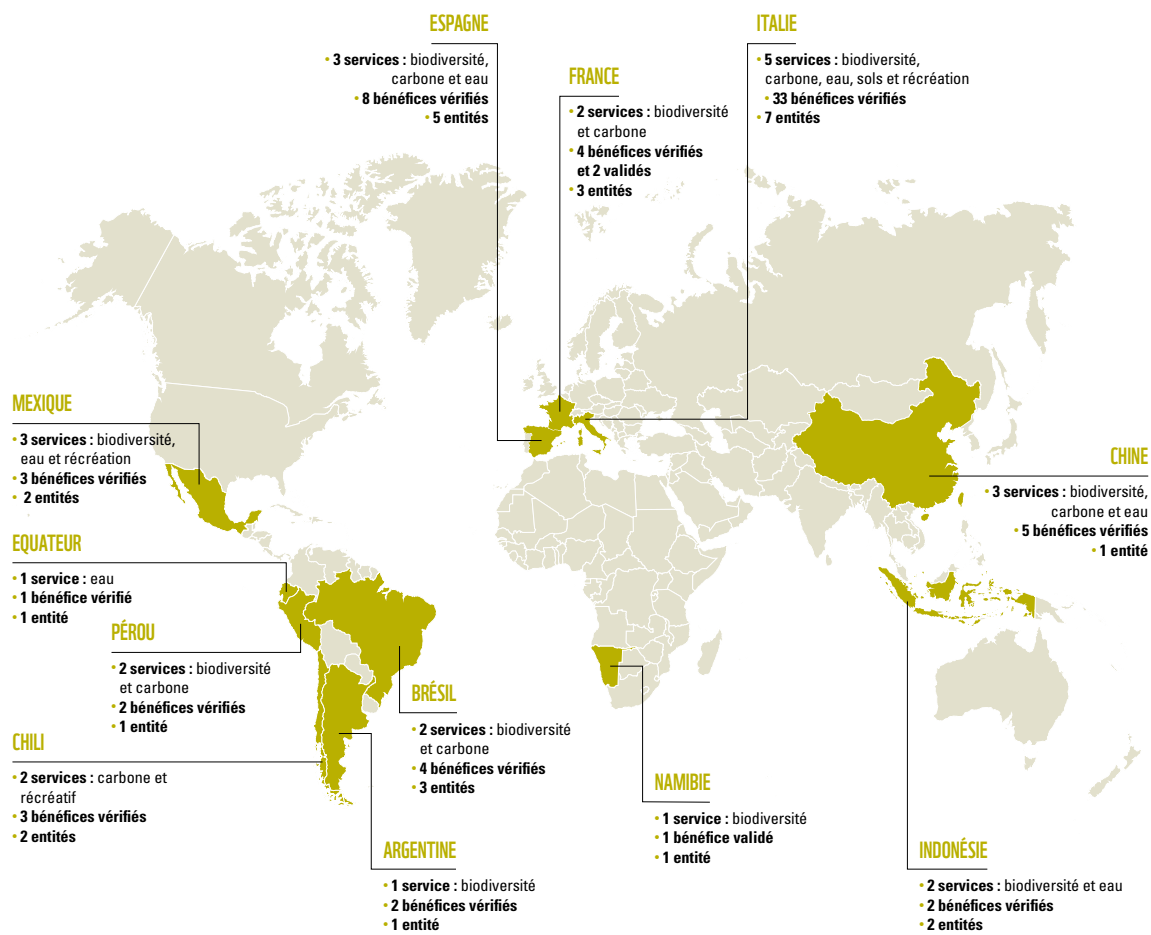 ESPAGNE
• 3 services : biodiversité,
carbone et eau
• 8 bénéfices vérifiés
• 5 entités
FRANCE
• 2 services : biodiversité
et carbone
• 4 bénéfices vérifiés
et 2 validés
• 3 entités
ITALIE
• 5 services : biodiversité,
carbone, eau, sols et récréation
• 33 bénéfices vérifiés
• 7 entités
MEXIQUE
• 3 services : biodiversité,
eau et récréation
• 3 bénéfices vérifiés
• 2 entités
CHINE
• 3 services : biodiversité,
carbone et eau
• 5 bénéfices vérifiés
• 1 entité
EQUATEUR
• 1 service : eau
• 1 bénéfice vérifié
• 1 entité
PÉROU
• 2 services : biodiversité
et carbone
• 2 bénéfices vérifiés
• 1 entité
BRÉSIL
• 2 services : biodiversité
et carbone
• 4 bénéfices vérifiés
• 3 entités
CHILI
• 2 services : carbone et
récréatif
• 3 bénéfices vérifiés
• 2 entités
NAMIBIE
• 1 service : biodiversité
• 1 bénéfice validé
• 1 entité
ARGENTINE
• 1 service : biodiversité
• 2 bénéfices vérifiés
• 1 entité
INDONÉSIE
• 2 services : biodiversité et eau
• 2 bénéfices vérifiés
• 2 entités